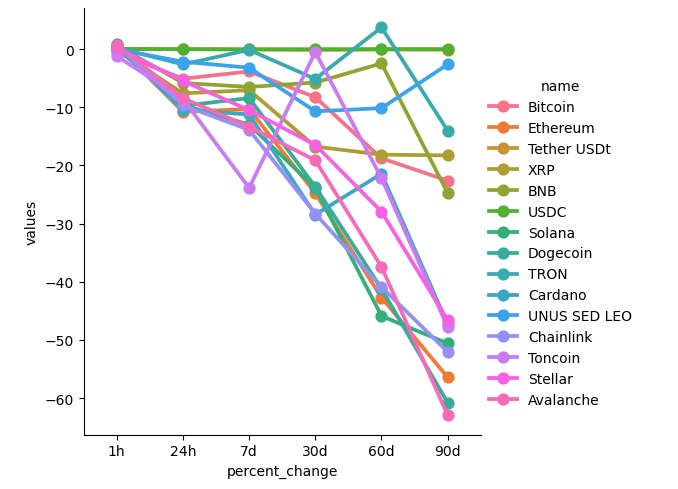 0
−10
−20
−30
−40
−50
−60
values
1h 24h 7d 30d 60d 90d
percent_change
name
Bitcoin
Ethereum
Tether USDt
XRP
BNB
USDC
Solana
Dogecoin
TRON
Cardano
UNUS SED LEO
Chainlink
Toncoin
Stellar
Avalanche